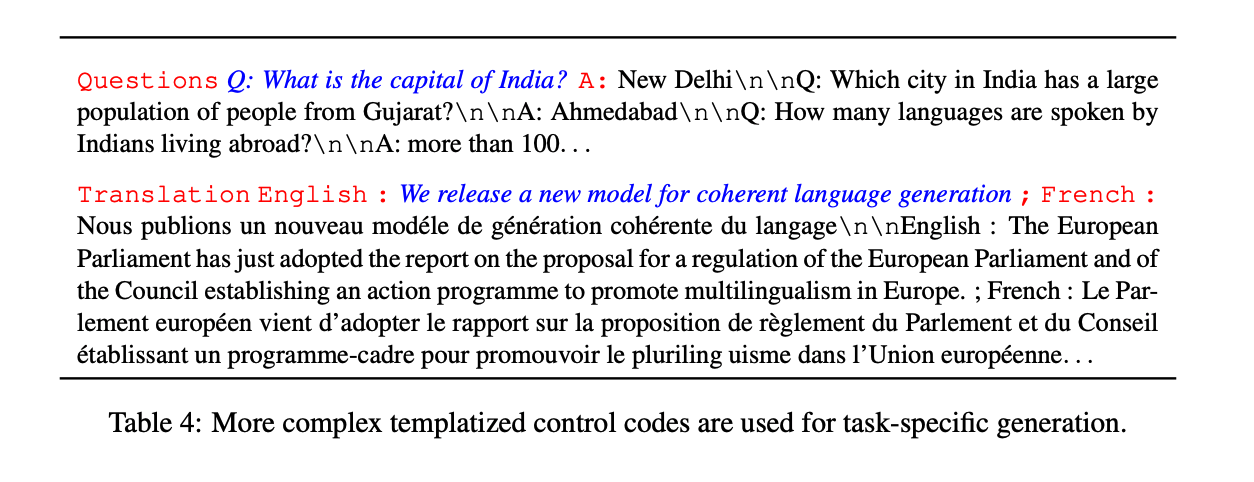 Questions Q: What is the capital of India? A: New Delhi\n\nQ: Which city in India has a large
population of people from Gujarat?\n\nA: Ahmedabad\n\nQ: How many languages are spoken by
Indians living abroad?\n\nA: more than 100...
Translation English : We release a new model for coherent language generation ; French :
Nous publions un nouveau modéle de génération cohérente du langage\n\nEnglish : The European
Parliament has just adopted the report on the proposal for a regulation of the European Parliament and of
the Council establishing an action programme to promote multilingualism in Europe. ; French : Le Par-
lement européen vient d'adopter le rapport sur la proposition de règlement du Parlement et du Conseil
établissant un programme-cadre pour promouvoir le pluriling uisme dans l'Union européenne...
Table 4: More complex templatized control codes are used for task-specific generation.